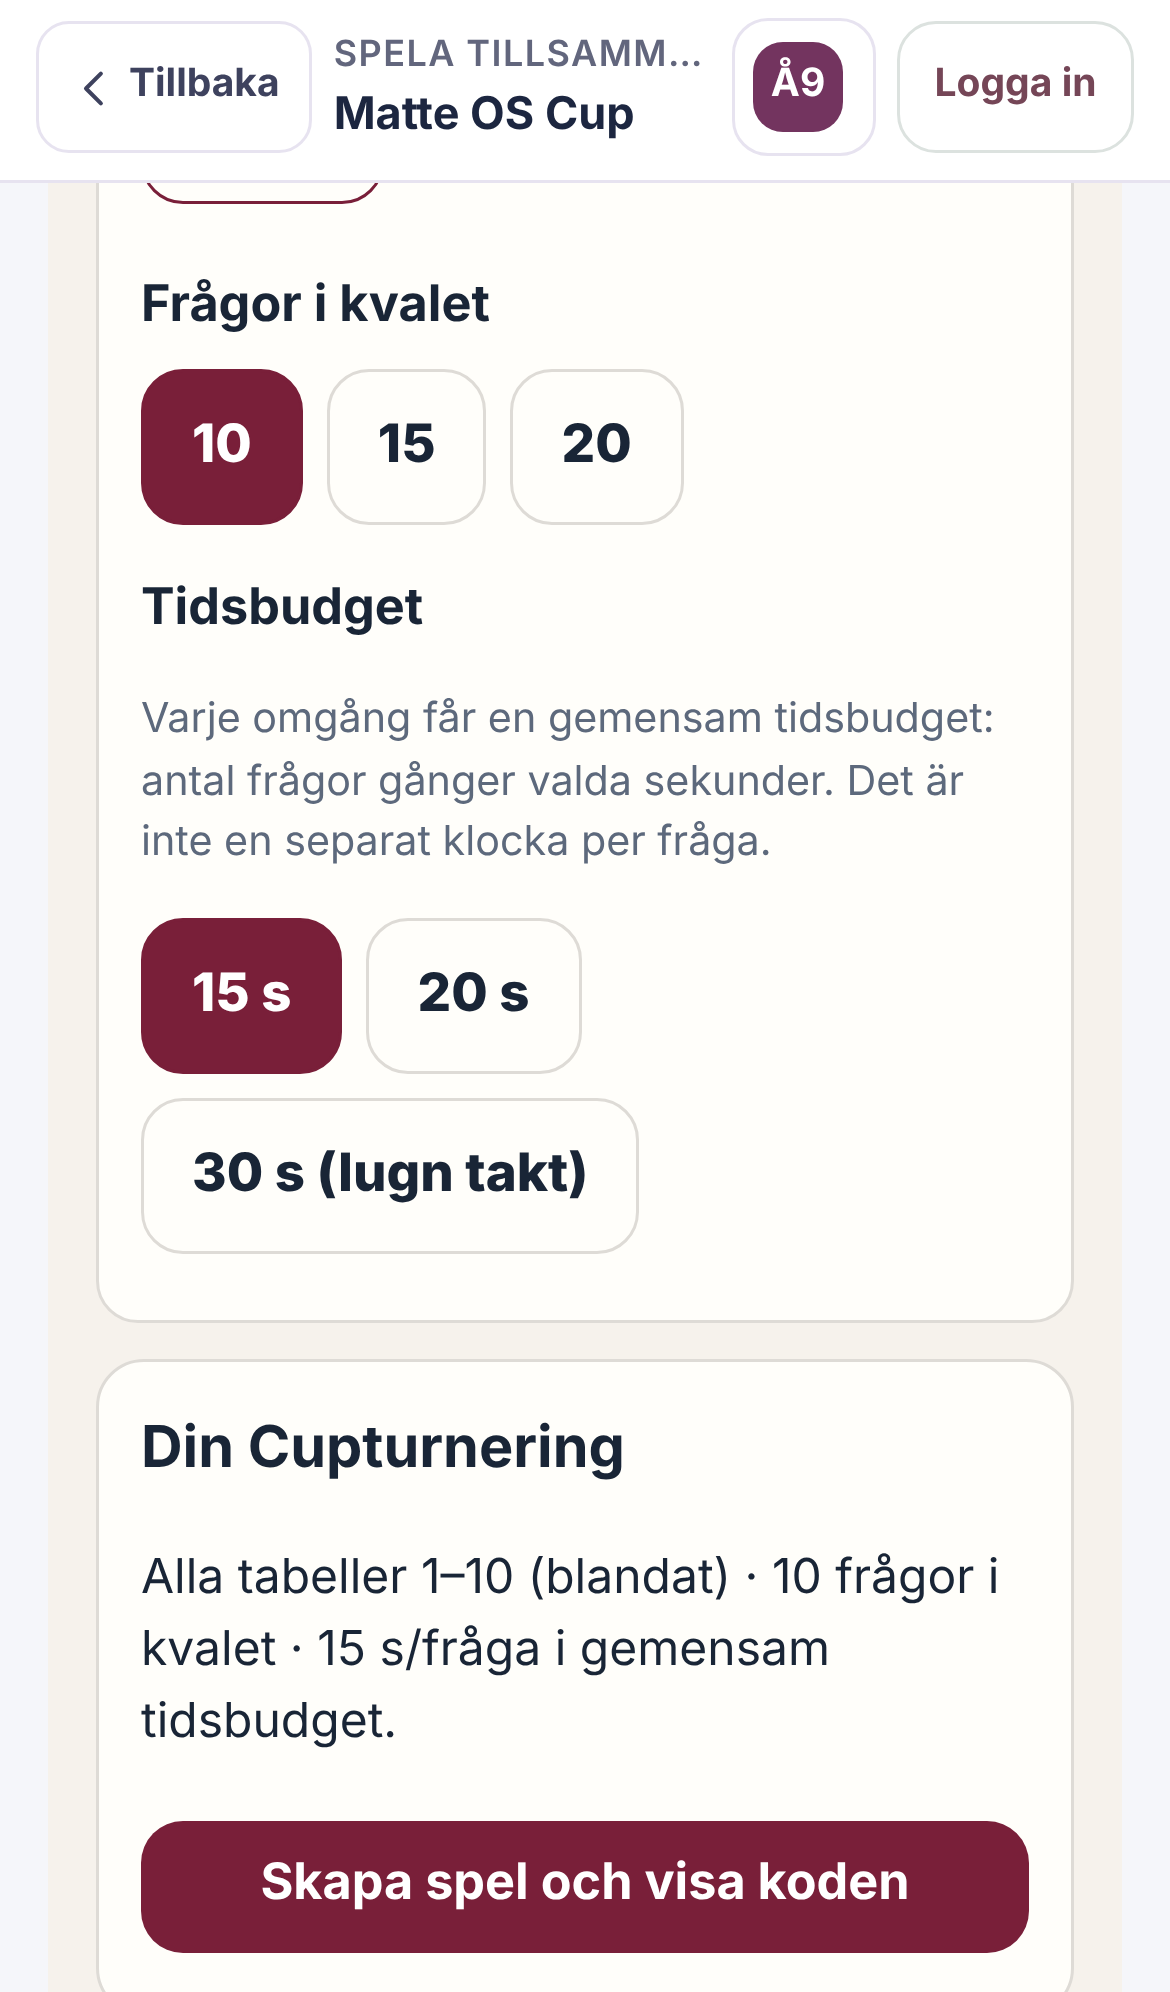 Tillbaka
SPELA TILLSAMM...
Matte OS Cup
Å9
Logga in
Frågor i kvalet
10
15
20
Tidsbudget
Varje omgång får en gemensam tidsbudget:
antal frågor gånger valda sekunder. Det är
inte en separat klocka per fråga.
15 s
20 s
30 s (lugn takt)
Din Cupturnering
Alla tabeller 1–10 (blandat) · 10 frågor i
kvalet · 15 s/fråga i gemensam
tidsbudget.
Skapa spel och visa koden